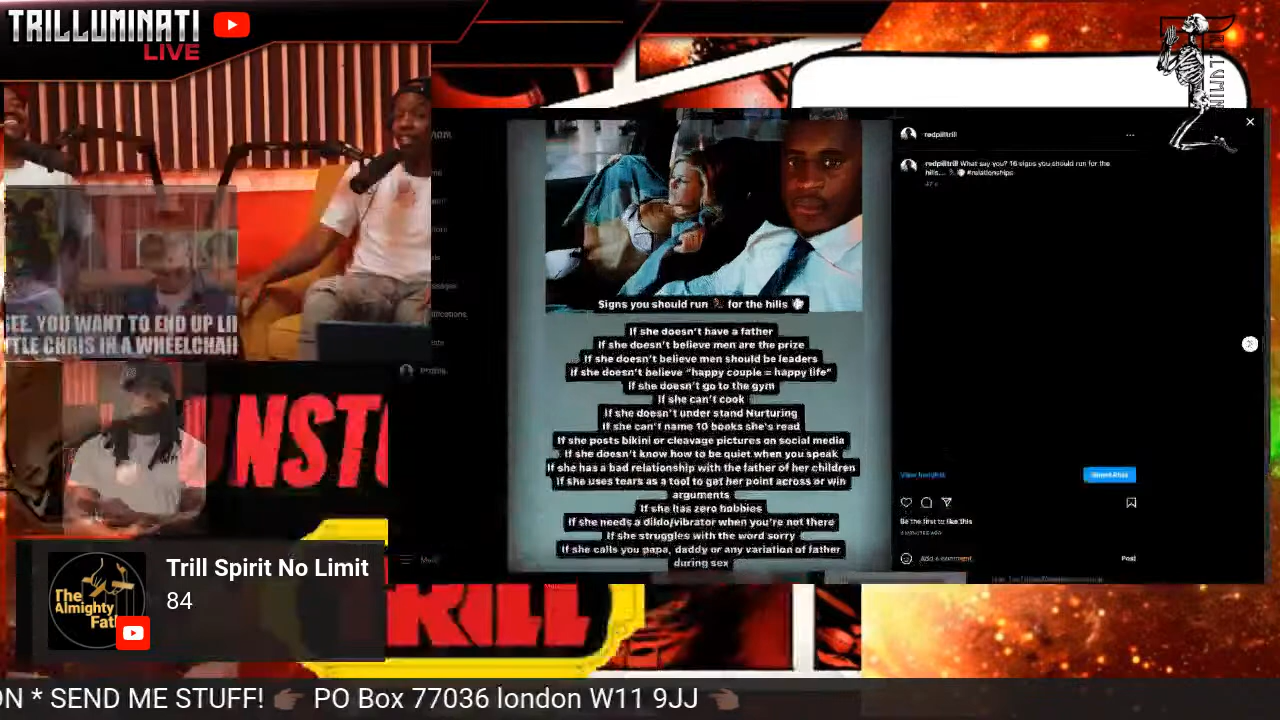 TRILLUMINATI
LIVE
redpilltrill
redpilltrill What say you? 16 signs you should run for the
hills... #relationships
Signs you should run for the hills
If she doesn't have a father
If she doesn't believe men are the prize
If she doesn't believe men should be leaders
If she doesn't believe "happy couple = happy life"
If she doesn't go to the gym
If she can't cook
If she doesn't under stand Nurturing
If she can't name 10 books she's read
If she posts bikini or cleavage pictures on social media
If she doesn't know how to be quiet when you speak
If she has a bad relationship with the father of her children
If she uses tears as a tool to get her point across or win
arguments
If she has zero hobbies
If she needs a dildo/vibrator when you're not there
If she struggles with the word sorry
If she calls you papa, daddy or any variation of father
during sex
View Insights
Be the first to like this
Add a comment...
Post
EE. YOU WANT TO END UP LI
TTLE CHRIS IN A WHEELCHAI
UNST
RILL
The
Almighty
Fat
Trill Spirit No Limit
84
ON * SEND ME STUFF! 👉 PO Box 77036 london W11 9JJ 👈